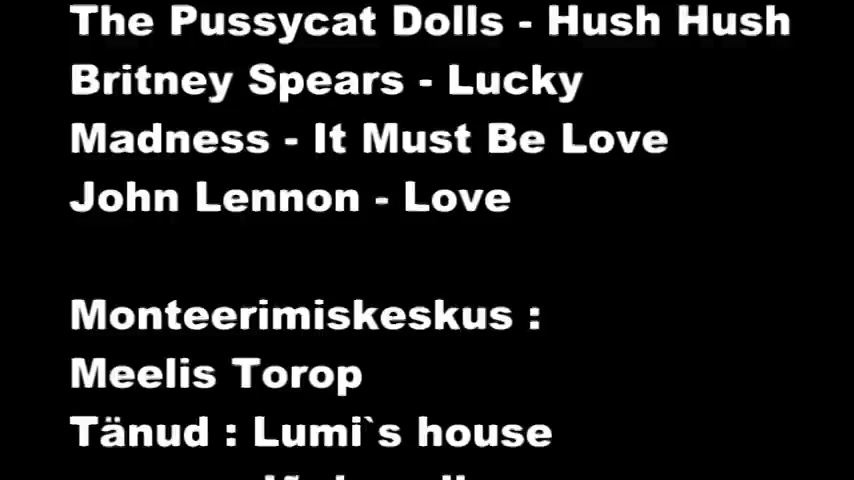 The Pussycat Dolls - Hush Hush
Britney Spears - Lucky
Madness - It Must Be Love
John Lennon - Love
Monteerimiskeskus :
Meelis Torop
Tänud : Lumi`s house